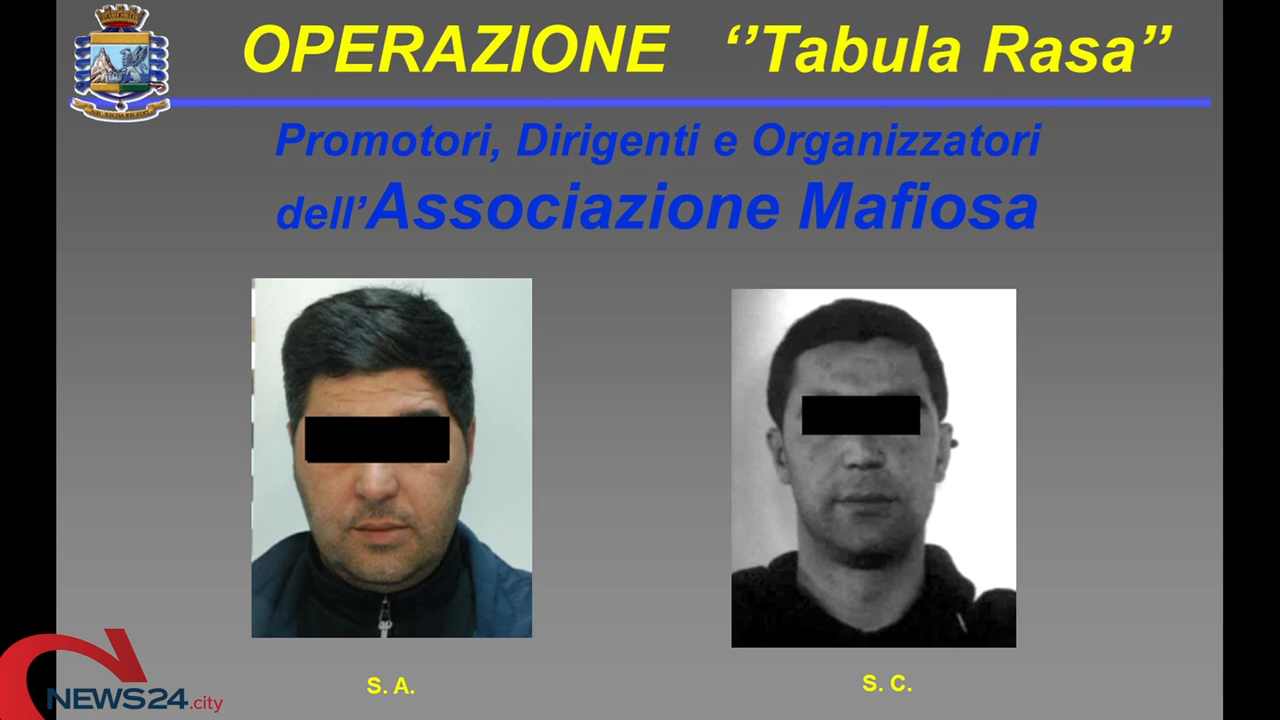 OPERAZIONE ‘’Tabula Rasa’’
Promotori, Dirigenti e Organizzatori
dell’Associazione Mafiosa
S. A.
S. C.
NEWS24.city